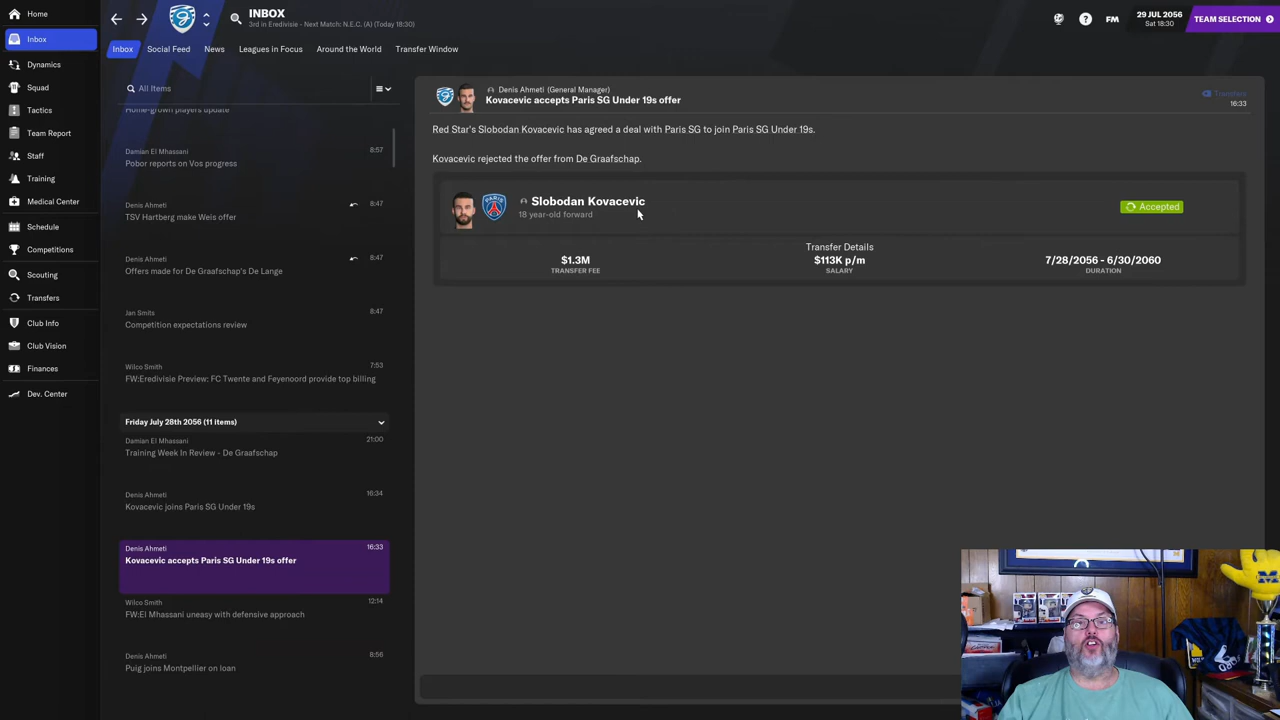 Home
INBOX
3rd in Eredivisie - Next Match: N.E.C. (A) (Today 18:30)
FM
29 JUL 2056
Sat 18:30
TEAM SELECTION
Inbox
Dynamics
Squad
Tactics
Team Report
Staff
Training
Medical Center
Schedule
Competitions
Scouting
Transfers
Club Info
Club Vision
Finances
Dev. Center
Inbox
Social Feed
News
Leagues in Focus
Around the World
Transfer Window
All Items
Home-grown players update
Damian El Mhassani
8:57
Pobor reports on Vos progress
Denis Ahmeti
8:47
TSV Hartberg make Weis offer
Denis Ahmeti
8:47
Offers made for De Graafschap's De Lange
Jan Smits
8:47
Competition expectations review
Wilco Smith
7:53
FW:Eredivisie Preview: FC Twente and Feyenoord provide top billing
Friday July 28th 2056 (11 items)
Damian El Mhassani
21:00
Training Week In Review - De Graafschap
Denis Ahmeti
16:34
Kovacevic joins Paris SG Under 19s
Denis Ahmeti
16:33
Kovacevic accepts Paris SG Under 19s offer
Wilco Smith
12:14
FW:El Mhassani uneasy with defensive approach
Denis Ahmeti
8:56
Puig joins Montpellier on loan
Denis Ahmeti (General Manager)
Kovacevic accepts Paris SG Under 19s offer
Transfers
16:33
Red Star's Slobodan Kovacevic has agreed a deal with Paris SG to join Paris SG Under 19s.
Kovacevic rejected the offer from De Graafschap.
PARIS
Slobodan Kovacevic
18 year-old forward
Accepted
Transfer Details
$1.3M
TRANSFER FEE
$113K p/m
SALARY
7/28/2056 - 6/30/2060
DURATION